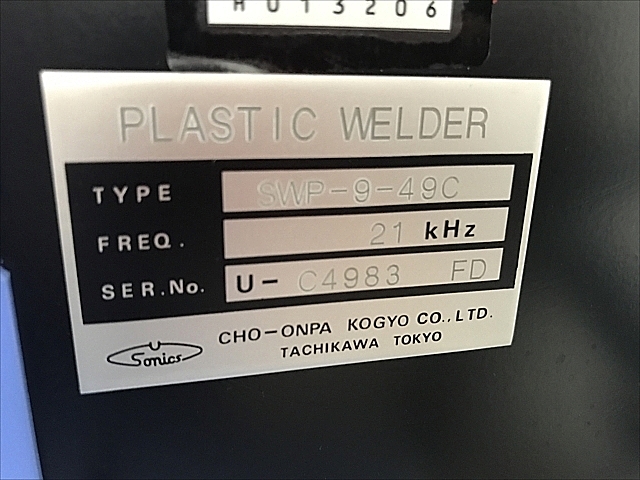 HU13206
PLASTIC WELDER
TYPE SWP-9-49C
FREQ. 21 kHz
SER.No. U- C4983 FD
U
Sonics
CHO-ONPA KOGYO CO.,LTD.
TACHIKAWA TOKYO